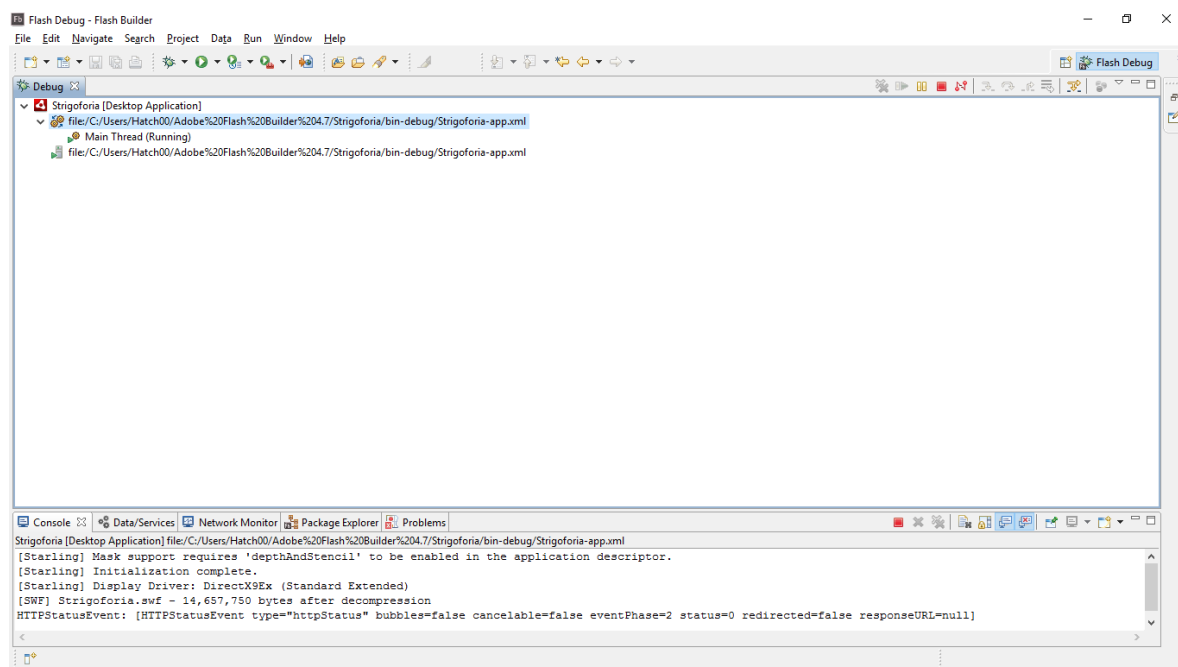 Fb Flash Debug - Flash Builder
File Edit Navigate Search Project Data Run Window Help
Flash Debug
Debug
Strigoforia [Desktop Application]
file:/C:/Users/Hatch00/Adobe%20Flash%20Builder%204.7/Strigoforia/bin-debug/Strigoforia-app.xml
Main Thread (Running)
file:/C:/Users/Hatch00/Adobe%20Flash%20Builder%204.7/Strigoforia/bin-debug/Strigoforia-app.xml
Console Data/Services Network Monitor Package Explorer Problems
Strigoforia [Desktop Application] file:/C:/Users/Hatch00/Adobe%20Flash%20Builder%204.7/Strigoforia/bin-debug/Strigoforia-app.xml
[Starling] Mask support requires 'depthAndStencil' to be enabled in the application descriptor.
[Starling] Initialization complete.
[Starling] Display Driver: DirectX9Ex (Standard Extended)
[SWF] Strigoforia.swf - 14,657,750 bytes after decompression
HTTPStatusEvent: [HTTPStatusEvent type="httpStatus" bubbles=false cancelable=false eventPhase=2 status=0 redirected=false responseURL=null]